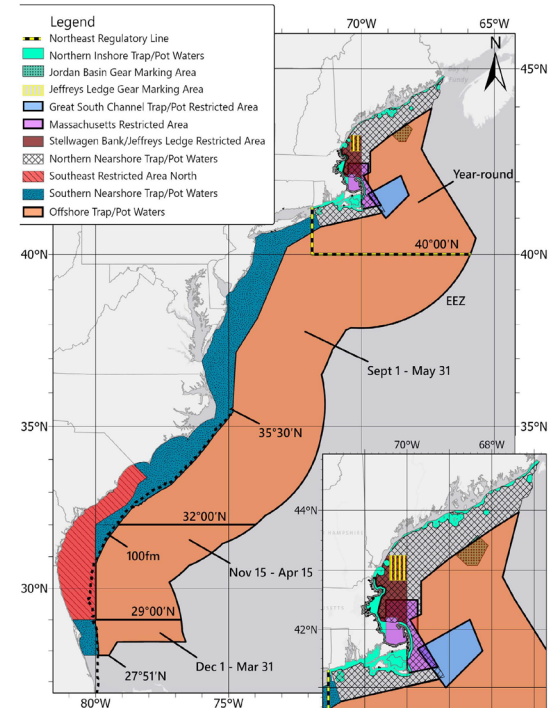 Legend
Northeast Regulatory Line
Northern Inshore Trap/Pot Waters
Jordan Basin Gear Marking Area
Jeffreys Ledge Gear Marking Area
Great South Channel Trap/Pot Restricted Area
Massachusetts Restricted Area
Stellwagen Bank/Jeffreys Ledge Restricted Area
Northern Nearshore Trap/Pot Waters
Southeast Restricted Area North
Southern Nearshore Trap/Pot Waters
Offshore Trap/Pot Waters
70°W
65°W
N
45°N
Year-round
40°N
40°00'N
40°N
EEZ
Sept 1 - May 31
35°N
35°30'N
35°N
70°W
68°W
32°00'N
44°N
100fm
Nov 15 - Apr 15
30°N
29°00'N
42°N
Dec 1 - Mar 31
27°51'N
80°W
75°W